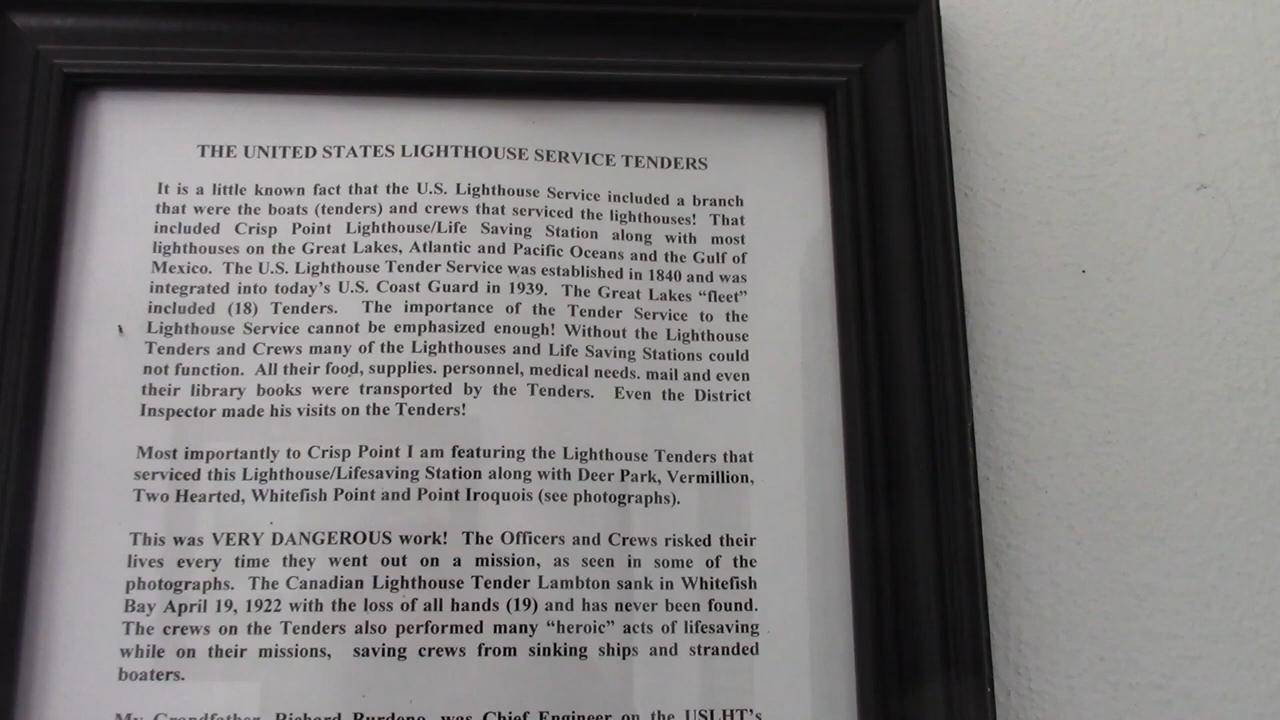 THE UNITED STATES LIGHTHOUSE SERVICE TENDERS
It is a little known fact that the U.S. Lighthouse Service included a branch
that were the boats (tenders) and crews that serviced the lighthouses! That
included Crisp Point Lighthouse/Life Saving Station along with most
lighthouses on the Great Lakes, Atlantic and Pacific Oceans and the Gulf of
Mexico. The U.S. Lighthouse Tender Service was established in 1840 and was
integrated into today's U.S. Coast Guard in 1939. The Great Lakes “fleet”
included (18) Tenders. The importance of the Tender Service to the
Lighthouse Service cannot be emphasized enough! Without the Lighthouse
Tenders and Crews many of the Lighthouses and Life Saving Stations could
not function. All their food, supplies. personnel, medical needs. mail and even
their library books were transported by the Tenders. Even the District
Inspector made his visits on the Tenders!
Most importantly to Crisp Point I am featuring the Lighthouse Tenders that
serviced this Lighthouse/Lifesaving Station along with Deer Park, Vermillion,
Two Hearted, Whitefish Point and Point Iroquois (see photographs).
This was VERY DANGEROUS work! The Officers and Crews risked their
lives every time they went out on a mission, as seen in some of the
photographs. The Canadian Lighthouse Tender Lambton sank in Whitefish
Bay April 19, 1922 with the loss of all hands (19) and has never been found.
The crews on the Tenders also performed many “heroic” acts of lifesaving
while on their missions, saving crews from sinking ships and stranded
boaters.
My Grandfather, Richard Burdeno, was Chief Engineer on the USLHT's